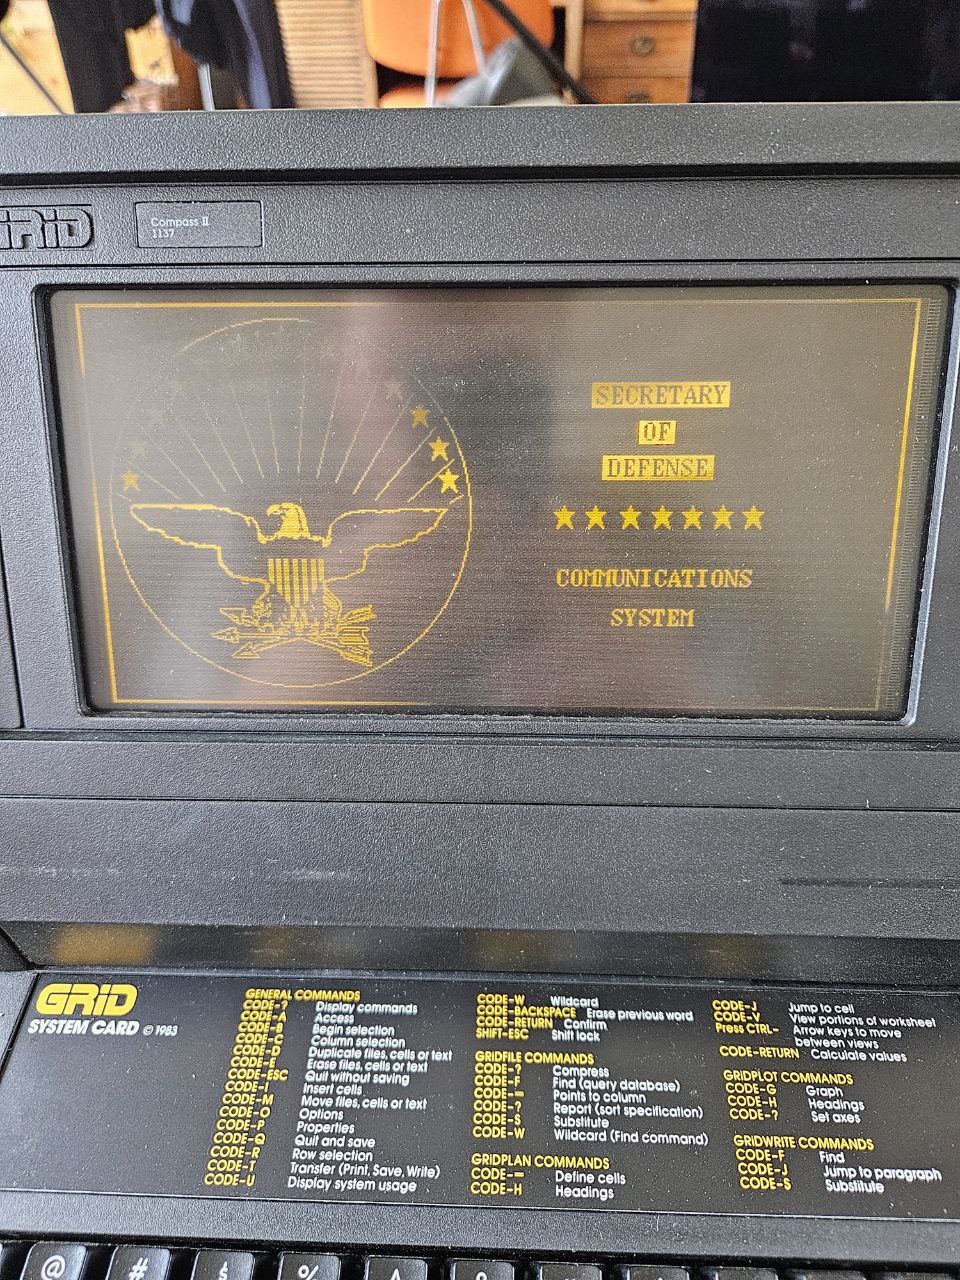 GRiD
Compass II
1137
SECRETARY
OF
DEFENSE
COMMUNICATIONS
SYSTEM
GRiD
SYSTEM CARD © 1983
GENERAL COMMANDS
CODE-? Display commands
CODE-A Access
CODE-B Begin selection
CODE-C Column selection
CODE-D Duplicate files, cells or text
CODE-E Erase files, cells or text
CODE-ESC Quit without saving
CODE-I Insert cells
CODE-M Move files, cells or text
CODE-O Options
CODE-P Properties
CODE-Q Quit and save
CODE-R Row selection
CODE-T Transfer (Print, Save, Write)
CODE-U Display system usage
CODE-W Wildcard
CODE-BACKSPACE Erase previous word
CODE-RETURN Confirm
SHIFT-ESC Shift lock
GRiDFILE COMMANDS
CODE-? Compress
CODE-F Find (query database)
CODE-= Points to column
CODE-? Report (sort specification)
CODE-S Substitute
CODE-W Wildcard (Find command)
GRiDPLAN COMMANDS
CODE-= Define cells
CODE-H Headings
CODE-J Jump to cell
CODE-V View portions of worksheet
Press CTRL- Arrow keys to move
between views
CODE-RETURN Calculate values
GRiDPLOT COMMANDS
CODE-G Graph
CODE-H Headings
CODE-? Set axes
GRiDWRITE COMMANDS
CODE-F Find
CODE-J Jump to paragraph
CODE-S Substitute
@ # $ % ^